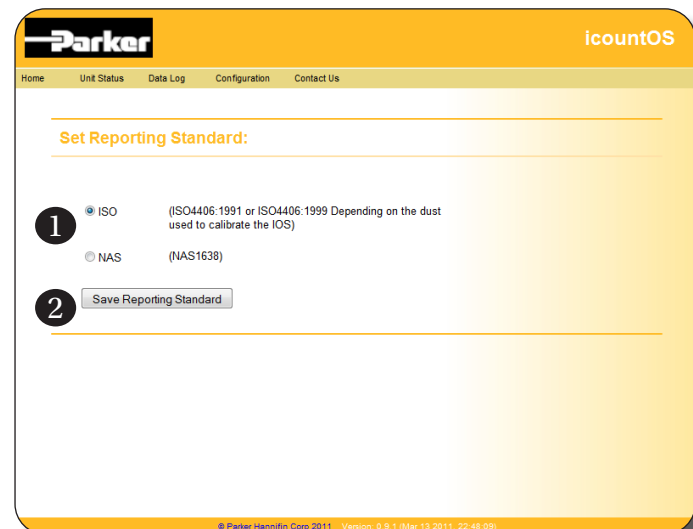 Parker
icountOS
Home Unit Status Data Log Configuration Contact Us
Set Reporting Standard:
1
ISO (ISO4406:1991 or ISO4406:1999 Depending on the dust
used to calibrate the IOS)
NAS (NAS1638)
2
Save Reporting Standard
© Parker Hannifin Corp 2011 Version: 0.9.1 (Mar 13 2011, 22:48:09)